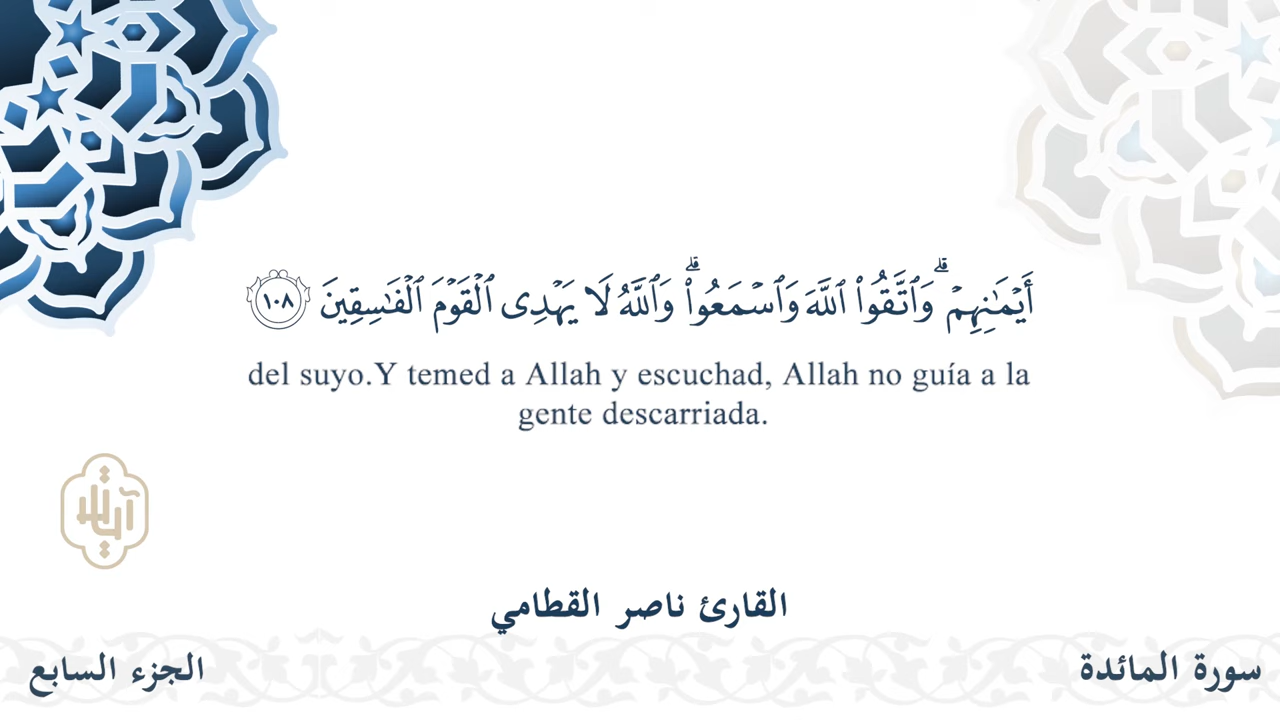 أَيْمَـٰنِهِمْ ۗ وَٱتَّقُوا۟ ٱللَّهَ وَٱسْمَعُوا۟ ۗ وَٱللَّهُ لَا يَهْدِى ٱلْقَوْمَ ٱلْفَـٰسِقِينَ ١٠٨
del suyo.Y temed a Allah y escuchad, Allah no guía a la
gente descarriada.
القارئ ناصر القطامي
سورة المائدة
الجزء السابع